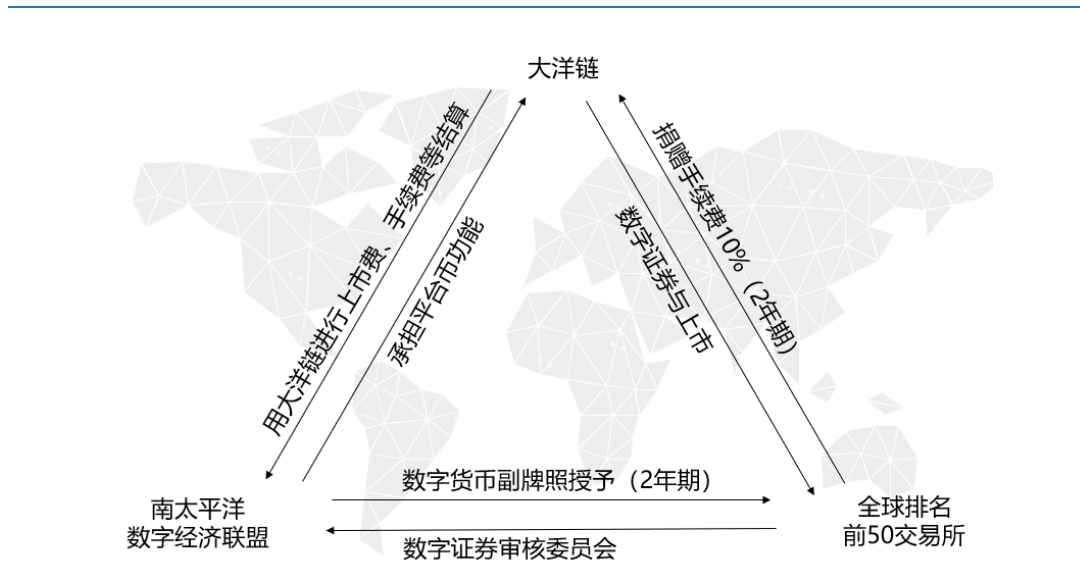 大洋链
用大洋链进行上市费、手续费等结算
承担平台币功能
数字证券与上市
捐赠手续费10%（2年期）
数字货币副牌照授予（2年期）
数字证券审核委员会
南太平洋
数字经济联盟
全球排名
前50交易所